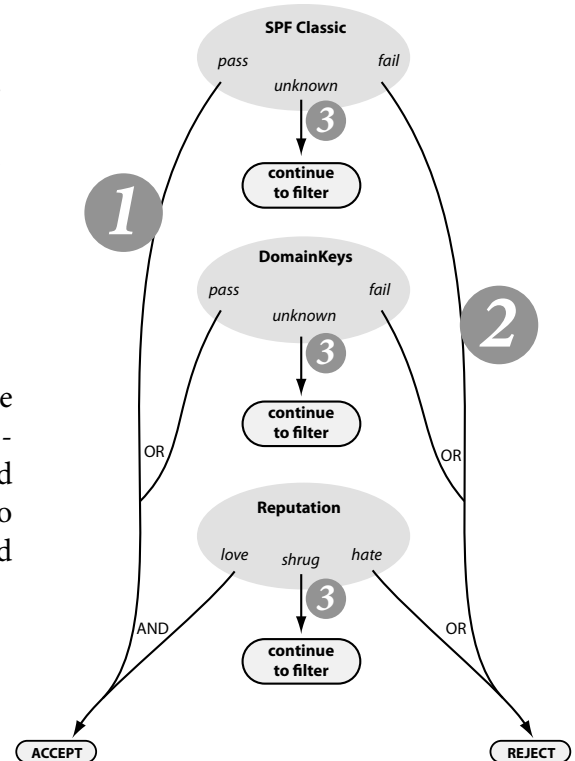 SPF Classic
pass
fail
unknown
3
continue
to filter
1
DomainKeys
pass
fail
unknown
3
2
continue
to filter
e
-
d
o
d
OR
OR
Reputation
love
shrug
hate
3
AND
OR
continue
to filter
ACCEPT
REJECT